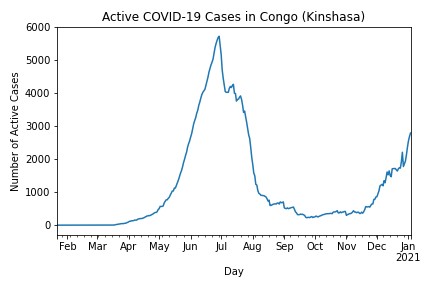 Active COVID-19 Cases in Congo (Kinshasa)
Number of Active Cases
6000
5000
4000
3000
2000
1000
0
Feb Mar Apr May Jun Jul Aug Sep Oct Nov Dec Jan
2021
Day